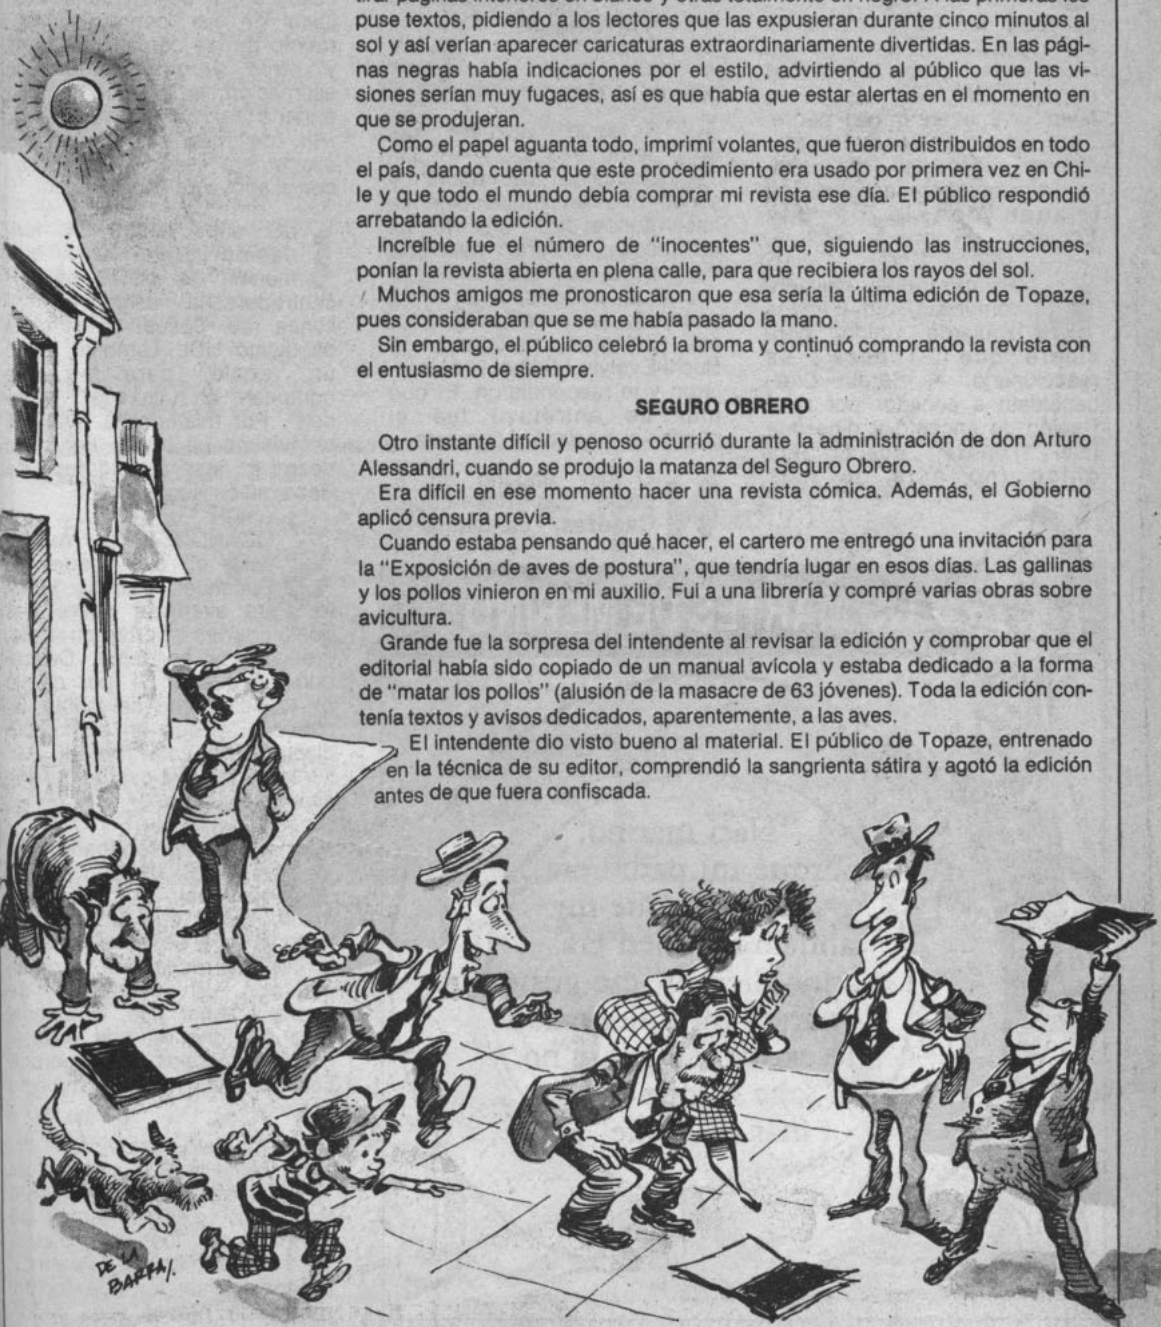 tirar páginas interiores en blanco y otras totalmente en negro. A las primeras les
puse textos, pidiendo a los lectores que las expusieran durante cinco minutos al
sol y así verían aparecer caricaturas extraordinariamente divertidas. En las pági-
nas negras había indicaciones por el estilo, advirtiendo al público que las vi-
siones serían muy fugaces, así es que había que estar alertas en el momento en
que se produjeran.
Como el papel aguanta todo, imprimí volantes, que fueron distribuidos en todo
el país, dando cuenta que este procedimiento era usado por primera vez en Chi-
le y que todo el mundo debía comprar mi revista ese día. El público respondió
arrebatando la edición.
Increíble fue el número de "inocentes" que, siguiendo las instrucciones,
ponían la revista abierta en plena calle, para que recibiera los rayos del sol.
Muchos amigos me pronosticaron que esa sería la última edición de Topaze,
pues consideraban que se me había pasado la mano.
Sin embargo, el público celebró la broma y continuó comprando la revista con
el entusiasmo de siempre.
SEGURO OBRERO
Otro instante difícil y penoso ocurrió durante la administración de don Arturo
Alessandri, cuando se produjo la matanza del Seguro Obrero.
Era difícil en ese momento hacer una revista cómica. Además, el Gobierno
aplicó censura previa.
Cuando estaba pensando qué hacer, el cartero me entregó una invitación para
la "Exposición de aves de postura", que tendría lugar en esos días. Las gallinas
y los pollos vinieron en mi auxilio. Fui a una librería y compré varias obras sobre
avicultura.
Grande fue la sorpresa del intendente al revisar la edición y comprobar que el
editorial había sido copiado de un manual avícola y estaba dedicado a la forma
de "matar los pollos" (alusión de la masacre de 63 jóvenes). Toda la edición con-
tenía textos y avisos dedicados, aparentemente, a las aves.
El intendente dio visto bueno al material. El público de Topaze, entrenado
en la técnica de su editor, comprendió la sangrienta sátira y agotó la edición
antes de que fuera confiscada.
DE LA
BARRA/.